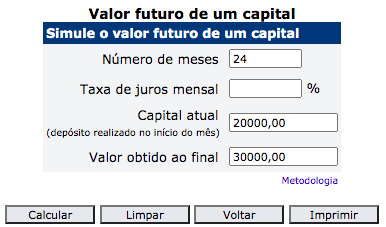 Valor futuro de um capital
Simule o valor futuro de um capital
Número de meses 24
Taxa de juros mensal %
Capital atual
(depósito realizado no início do mês) 20000,00
Valor obtido ao final 30000,00
Metodologia
Calcular Limpar Voltar Imprimir